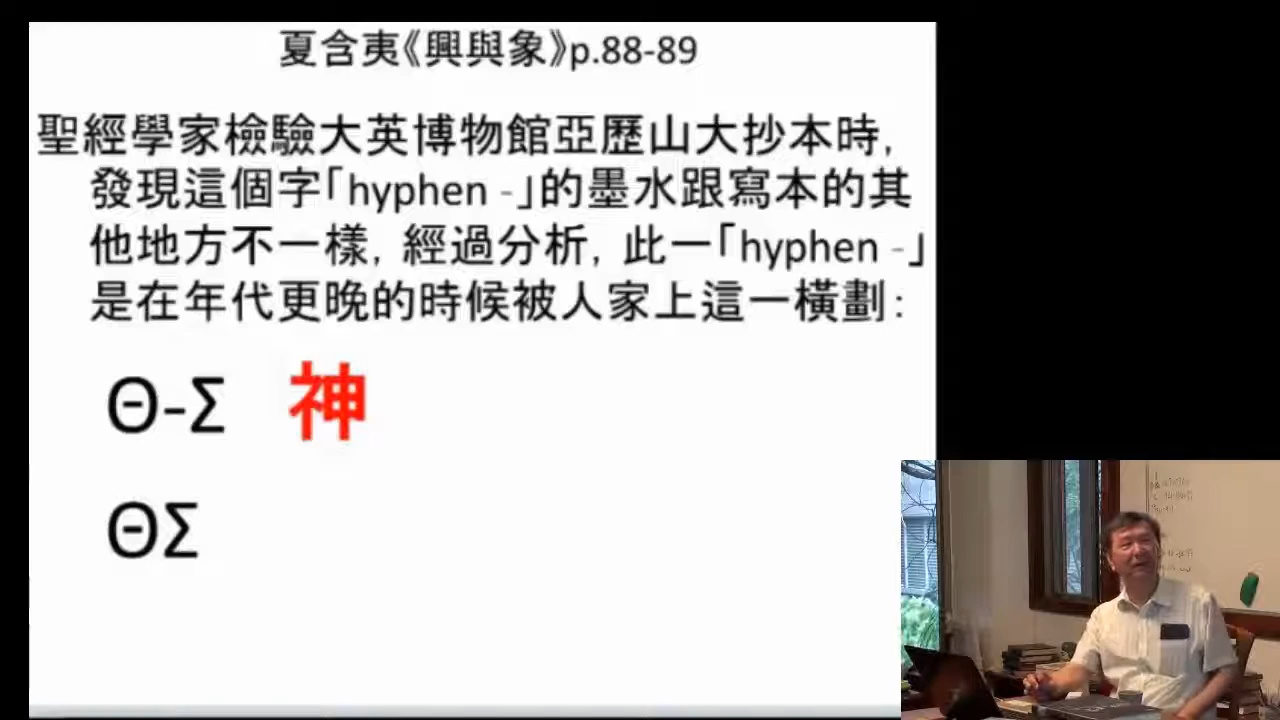 夏含夷《興與象》p.88-89
聖經學家檢驗大英博物館亞歷山大抄本時,
發現這個字「hyphen -」的墨水跟寫本的其
他地方不一樣, 經過分析, 此一「hyphen -」
是在年代更晚的時候被人家上這一橫劃:
Θ-Σ 神
ΘΣ